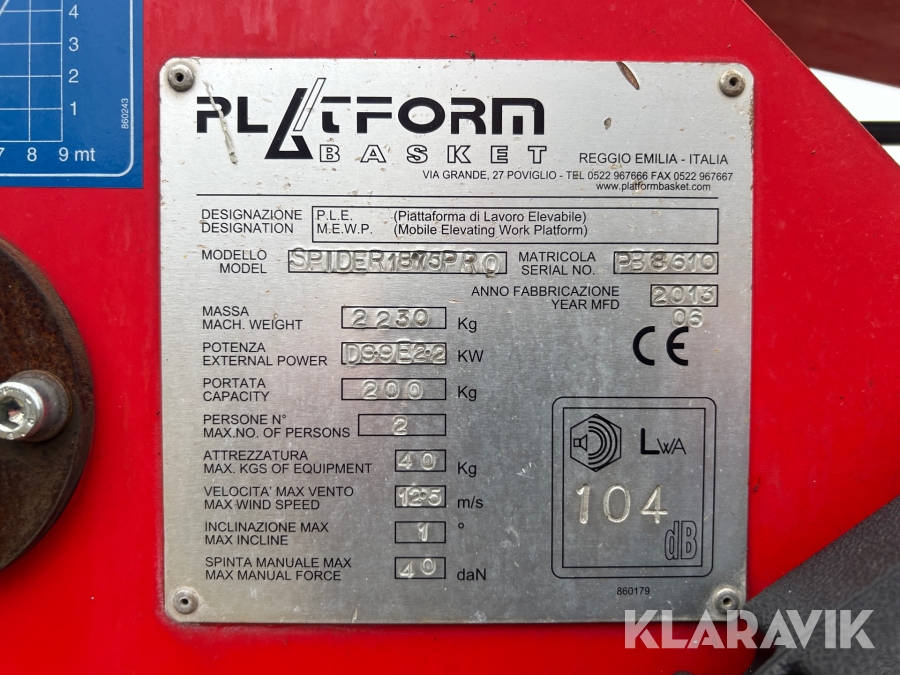 4
3
2
1
7 8 9 mt
860243
PLATFORM
BASKET
REGGIO EMILIA - ITALIA
VIA GRANDE, 27 POVIGLIO - TEL 0522 967666 FAX 0522 967667
www.platformbasket.com
DESIGNAZIONE P.L.E. (Piattaforma di Lavoro Elevabile)
DESIGNATION M.E.W.P. (Mobile Elevating Work Platform)
MODELLO
MODEL SPIDER1875PRO
MATRICOLA
SERIAL NO. PB8610
ANNO FABBRICAZIONE
YEAR MFD 2013
06
MASSA
MACH. WEIGHT 2230 Kg
POTENZA
EXTERNAL POWER D9.9E2.2 KW
PORTATA
CAPACITY 200 Kg
PERSONE N°
MAX.NO. OF PERSONS 2
ATTREZZATURA
MAX. KGS OF EQUIPMENT 40 Kg
VELOCITA' MAX VENTO
MAX WIND SPEED 12.5 m/s
INCLINAZIONE MAX
MAX INCLINE 1 °
SPINTA MANUALE MAX
MAX MANUAL FORCE 40 daN
CE
LWA
104
dB
860179
KLARAVIK